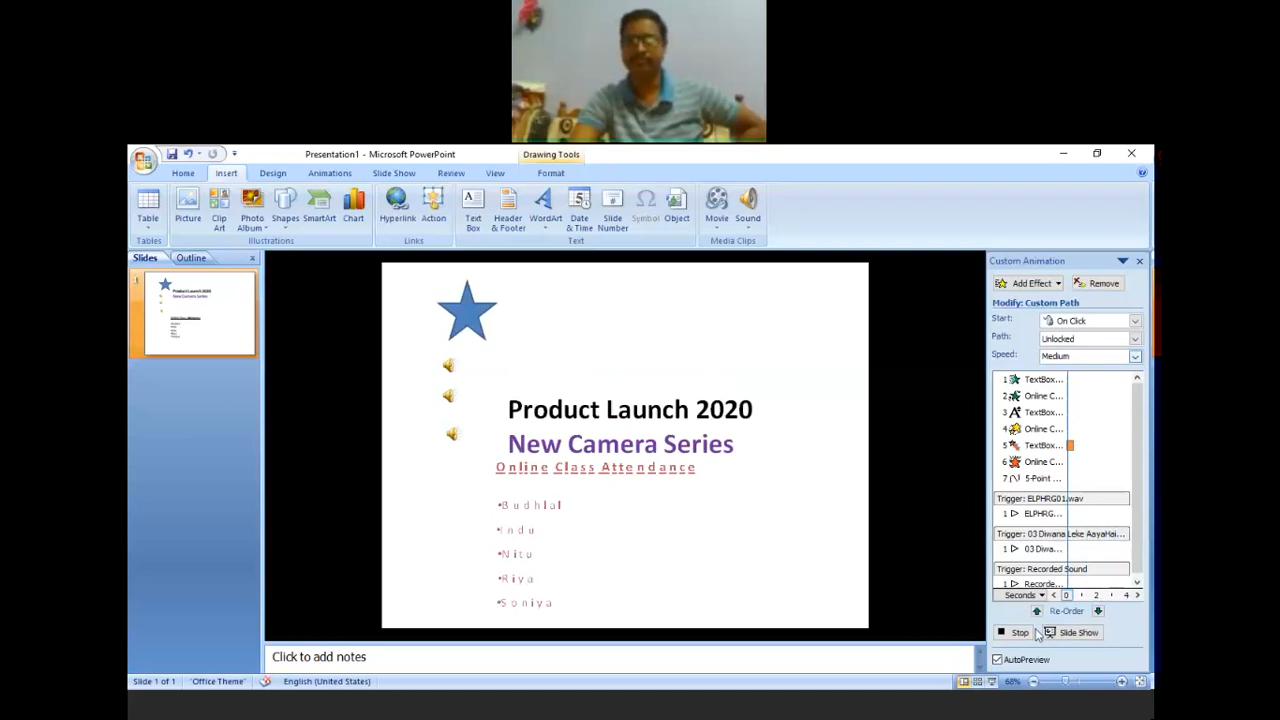 Presentation1 - Microsoft PowerPoint
Drawing Tools
Home Insert Design Animations Slide Show Review View Format
Table Picture Clip Art Photo Album Shapes SmartArt Chart Hyperlink Action Text Box Header & Footer WordArt Date & Time Slide Number Symbol Object Movie Sound
Tables Illustrations Links Text Media Clips
Slides Outline
Custom Animation
Add Effect Remove
Modify: Custom Path
Start: On Click
Path: Unlocked
Speed: Medium
1 TextBox...
2 Online C...
3 TextBox...
4 Online C...
5 TextBox...
6 Online C...
7 5-Point ...
Trigger: ELPHRG01.wav
1 ELPHRG...
Trigger: 03 Diwana Leke AayaHai...
1 03 Diwa...
Trigger: Recorded Sound
1 Recorde...
Seconds 0 2 4
Re-Order
Stop Slide Show
AutoPreview
Product Launch 2020
New Camera Series
Online Class Attendance
•Budhlal
•Indu
•Nitu
•Riya
•Soniya
Click to add notes
Slide 1 of 1 "Office Theme" English (United States) 68%